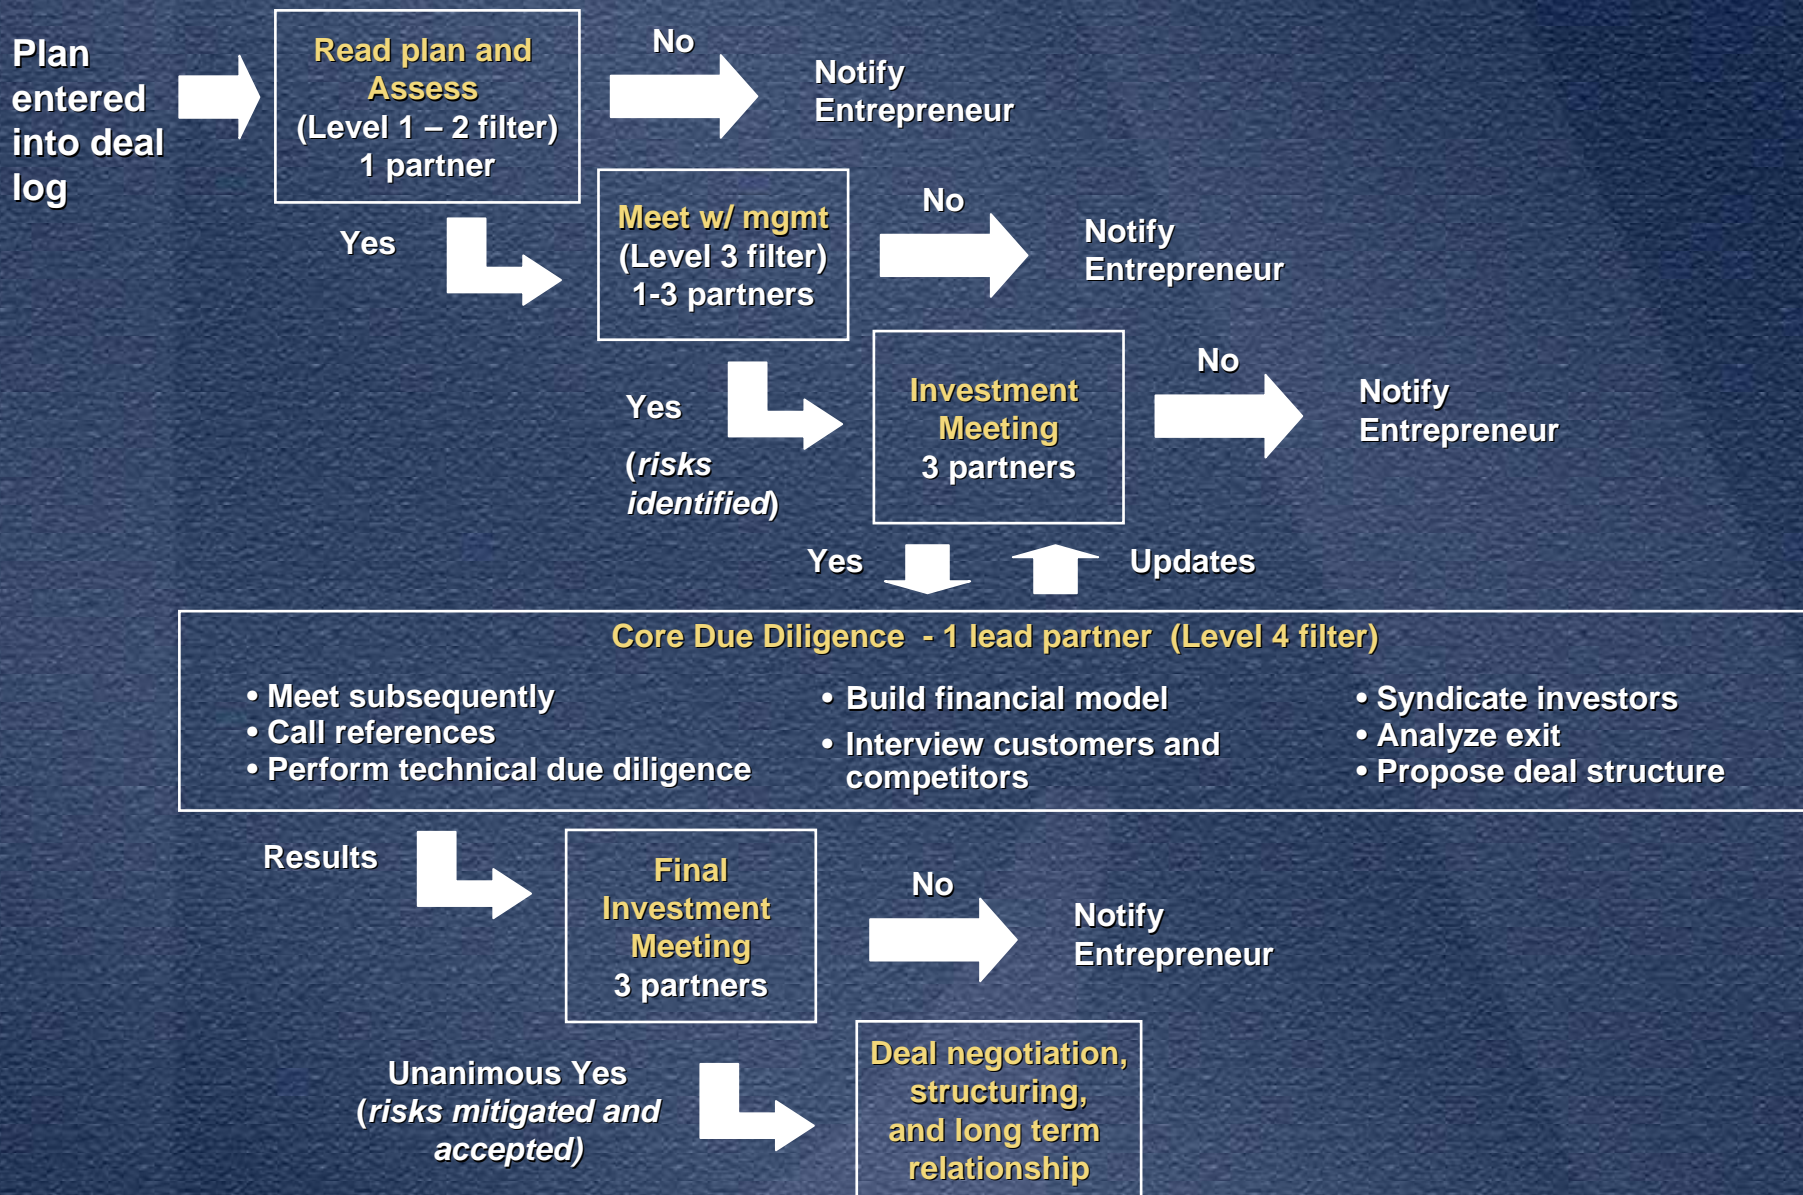 Plan
entered
into deal
log
Read plan and
Assess
(Level 1 – 2 filter)
1 partner
No
Notify
Entrepreneur
Yes
Meet w/ mgmt
(Level 3 filter)
1-3 partners
No
Notify
Entrepreneur
Yes
(risks
identified)
Investment
Meeting
3 partners
No
Notify
Entrepreneur
Yes
Updates
Core Due Diligence - 1 lead partner (Level 4 filter)
• Meet subsequently
• Call references
• Perform technical due diligence
• Build financial model
• Interview customers and
competitors
• Syndicate investors
• Analyze exit
• Propose deal structure
Results
Final
Investment
Meeting
3 partners
No
Notify
Entrepreneur
Unanimous Yes
(risks mitigated and
accepted)
Deal negotiation,
structuring,
and long term
relationship